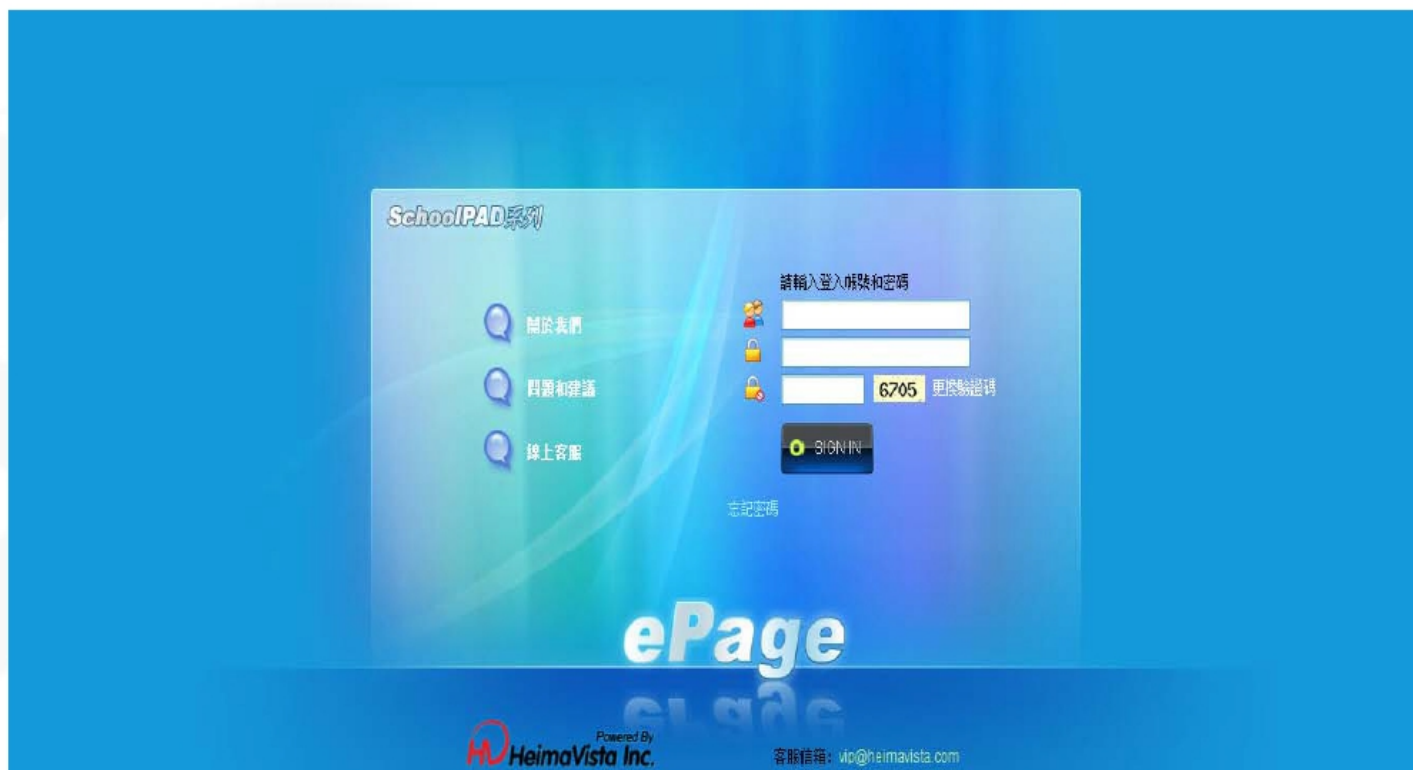 SchoolPAD系列
請輸入登入帳號和密碼
關於我們
問題和建議
6705 更換驗證碼
線上客服
SIGN IN
忘記密碼
ePage
Powered By
HeimaVista Inc.
客服信箱：vip@heimavista.com